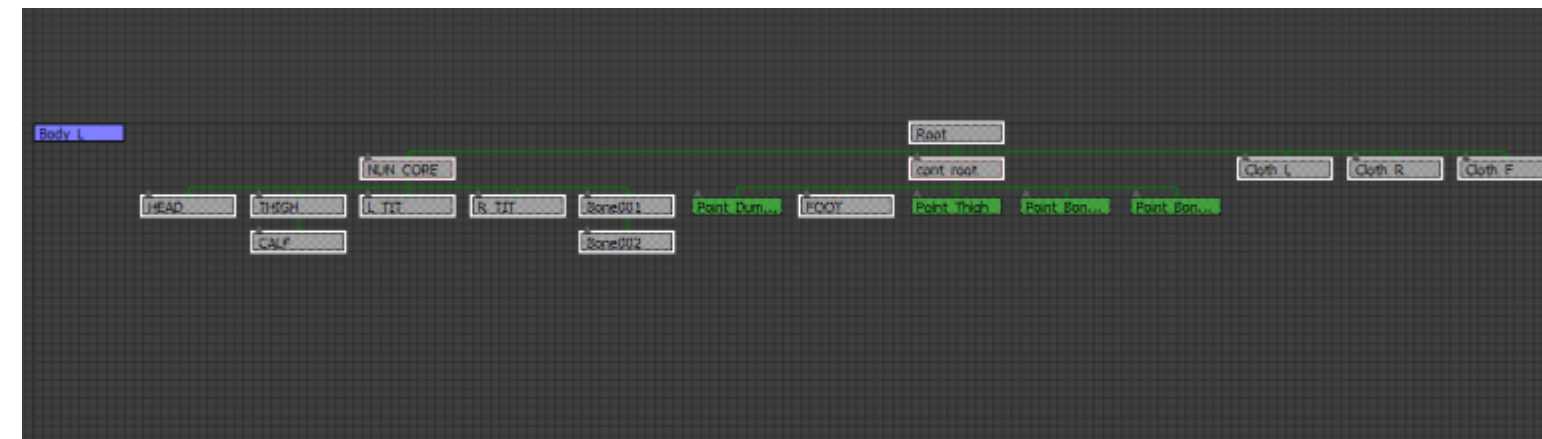 Body L
Root
NUN CORE
cont root
Cloth L
Cloth R
Cloth F
HEAD
THIGH
L TIT
R TIT
Bone001
Point Dum...
FOOT
Point Thigh
Point Bon...
Point Bon...
CALF
Bone002